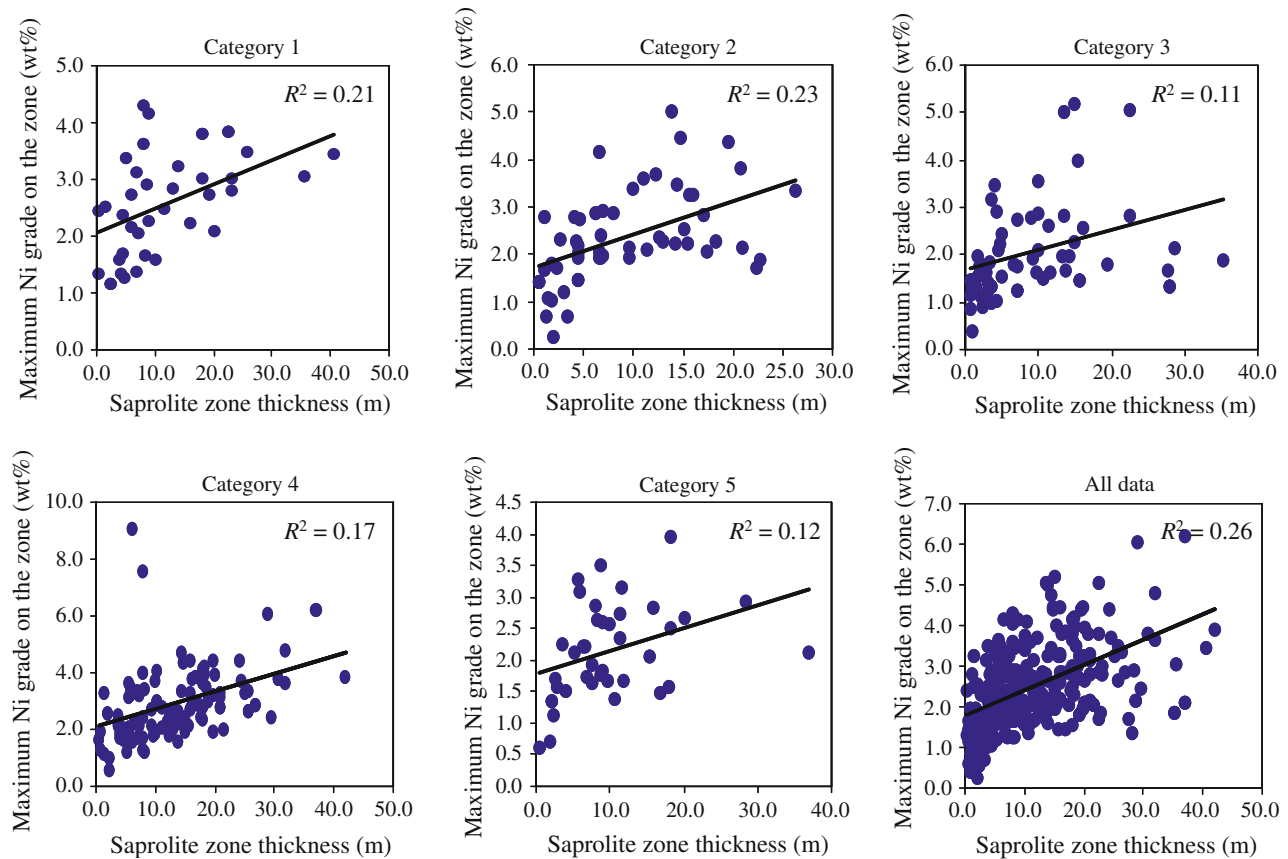 Category 1
Maximum Ni grade on the zone (wt%)
5.0
4.0
3.0
2.0
1.0
0.0
R² = 0.21
0.0 10.0 20.0 30.0 40.0 50.0
Saprolite zone thickness (m)
Category 2
Maximum Ni grade on the zone (wt%)
6.0
5.0
4.0
3.0
2.0
1.0
0.0
R² = 0.23
0.0 5.0 10.0 15.0 20.0 25.0 30.0
Saprolite zone thickness (m)
Category 3
Maximum Ni grade on the zone (wt%)
6.0
5.0
4.0
3.0
2.0
1.0
0.0
R² = 0.11
0.0 10.0 20.0 30.0 40.0
Saprolite zone thickness (m)
Category 4
Maximum Ni grade on the zone (wt%)
10.0
8.0
6.0
4.0
2.0
0.0
R² = 0.17
0.0 10.0 20.0 30.0 40.0 50.0
Saprolite zone thickness (m)
Category 5
Maximum Ni grade on the zone (wt%)
4.5
4.0
3.5
3.0
2.5
2.0
1.5
1.0
0.5
0.0
R² = 0.12
0.0 10.0 20.0 30.0 40.0
Saprolite zone thickness (m)
All data
Maximum Ni grade on the zone (wt%)
7.0
6.0
5.0
4.0
3.0
2.0
1.0
0.0
R² = 0.26
0.0 10.0 20.0 30.0 40.0 50.0
Saprolite zone thickness (m)